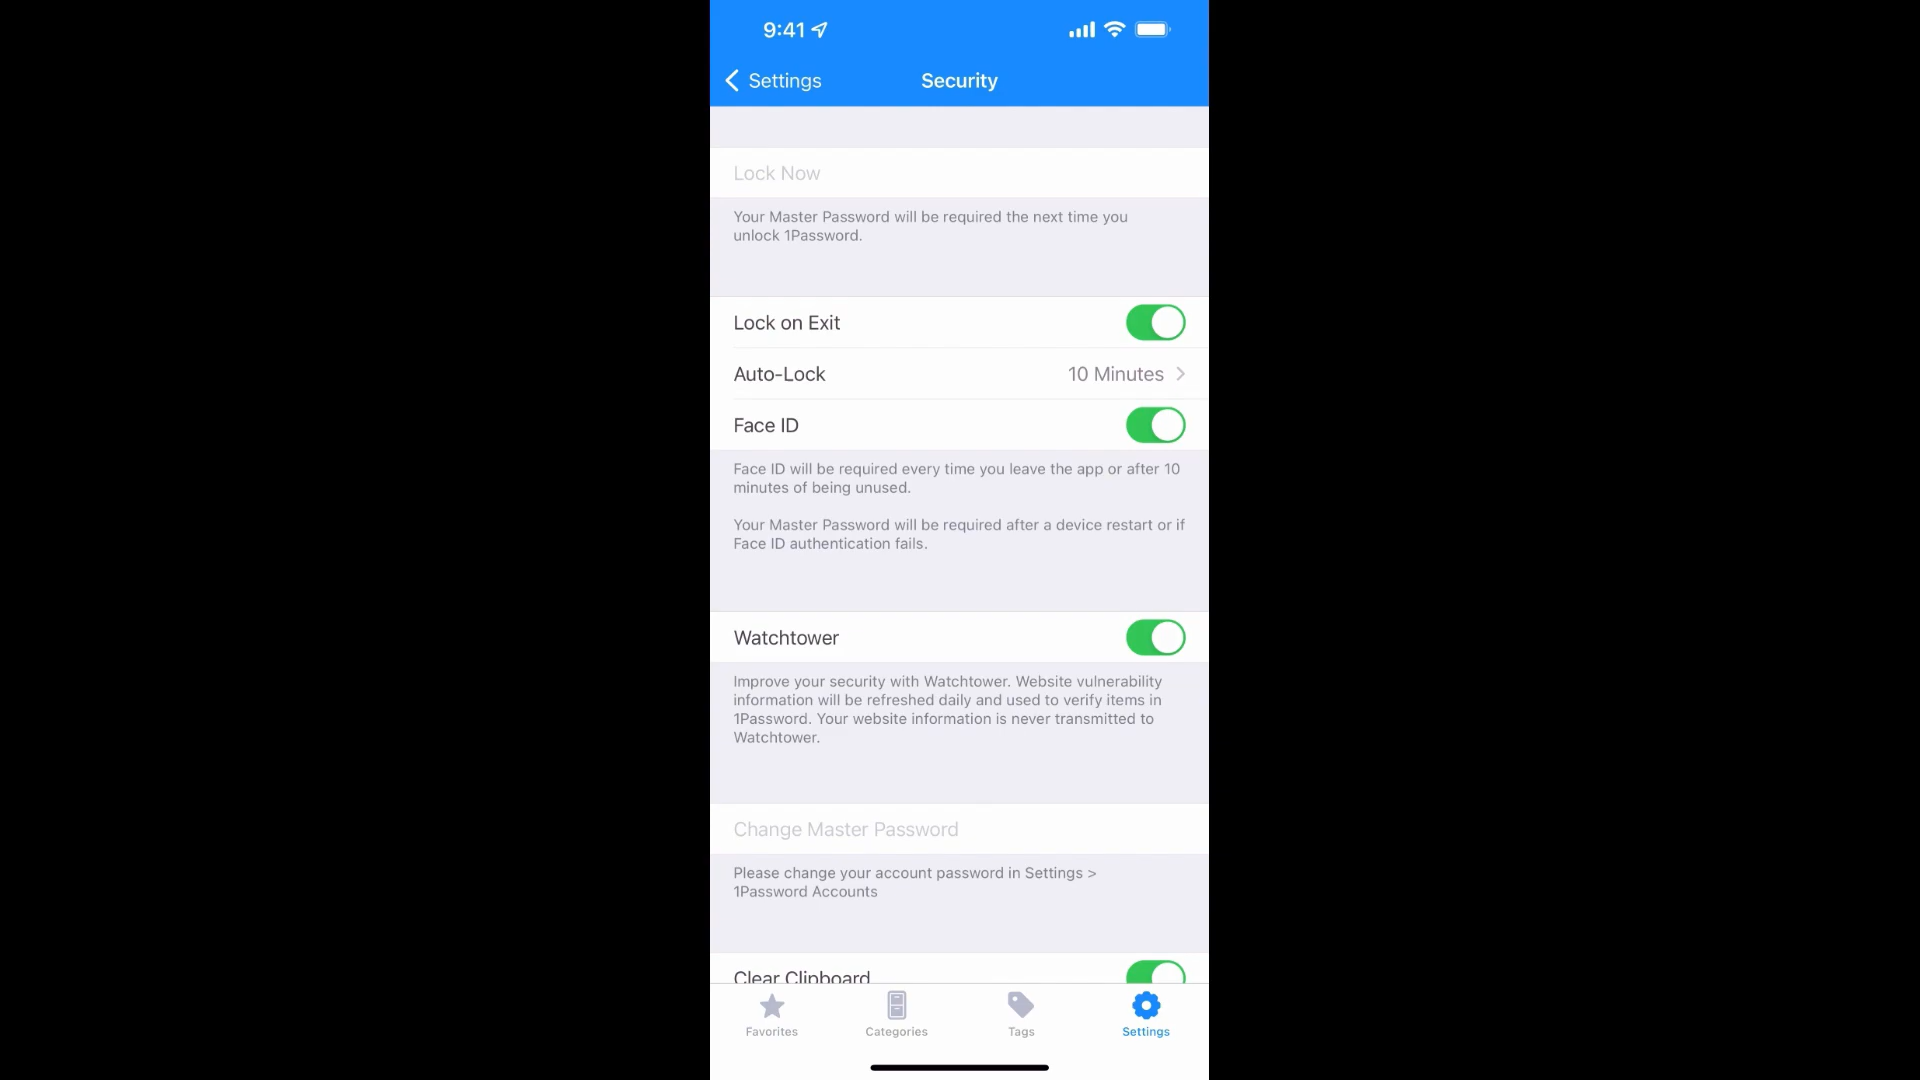 9:41
Settings
Security
Lock Now
Your Master Password will be required the next time you
unlock 1Password.
Lock on Exit
Auto-Lock
10 Minutes
Face ID
Face ID will be required every time you leave the app or after 10
minutes of being unused.
Your Master Password will be required after a device restart or if
Face ID authentication fails.
Watchtower
Improve your security with Watchtower. Website vulnerability
information will be refreshed daily and used to verify items in
1Password. Your website information is never transmitted to
Watchtower.
Change Master Password
Please change your account password in Settings >
1Password Accounts
Clear Clipboard
Favorites
Categories
Tags
Settings